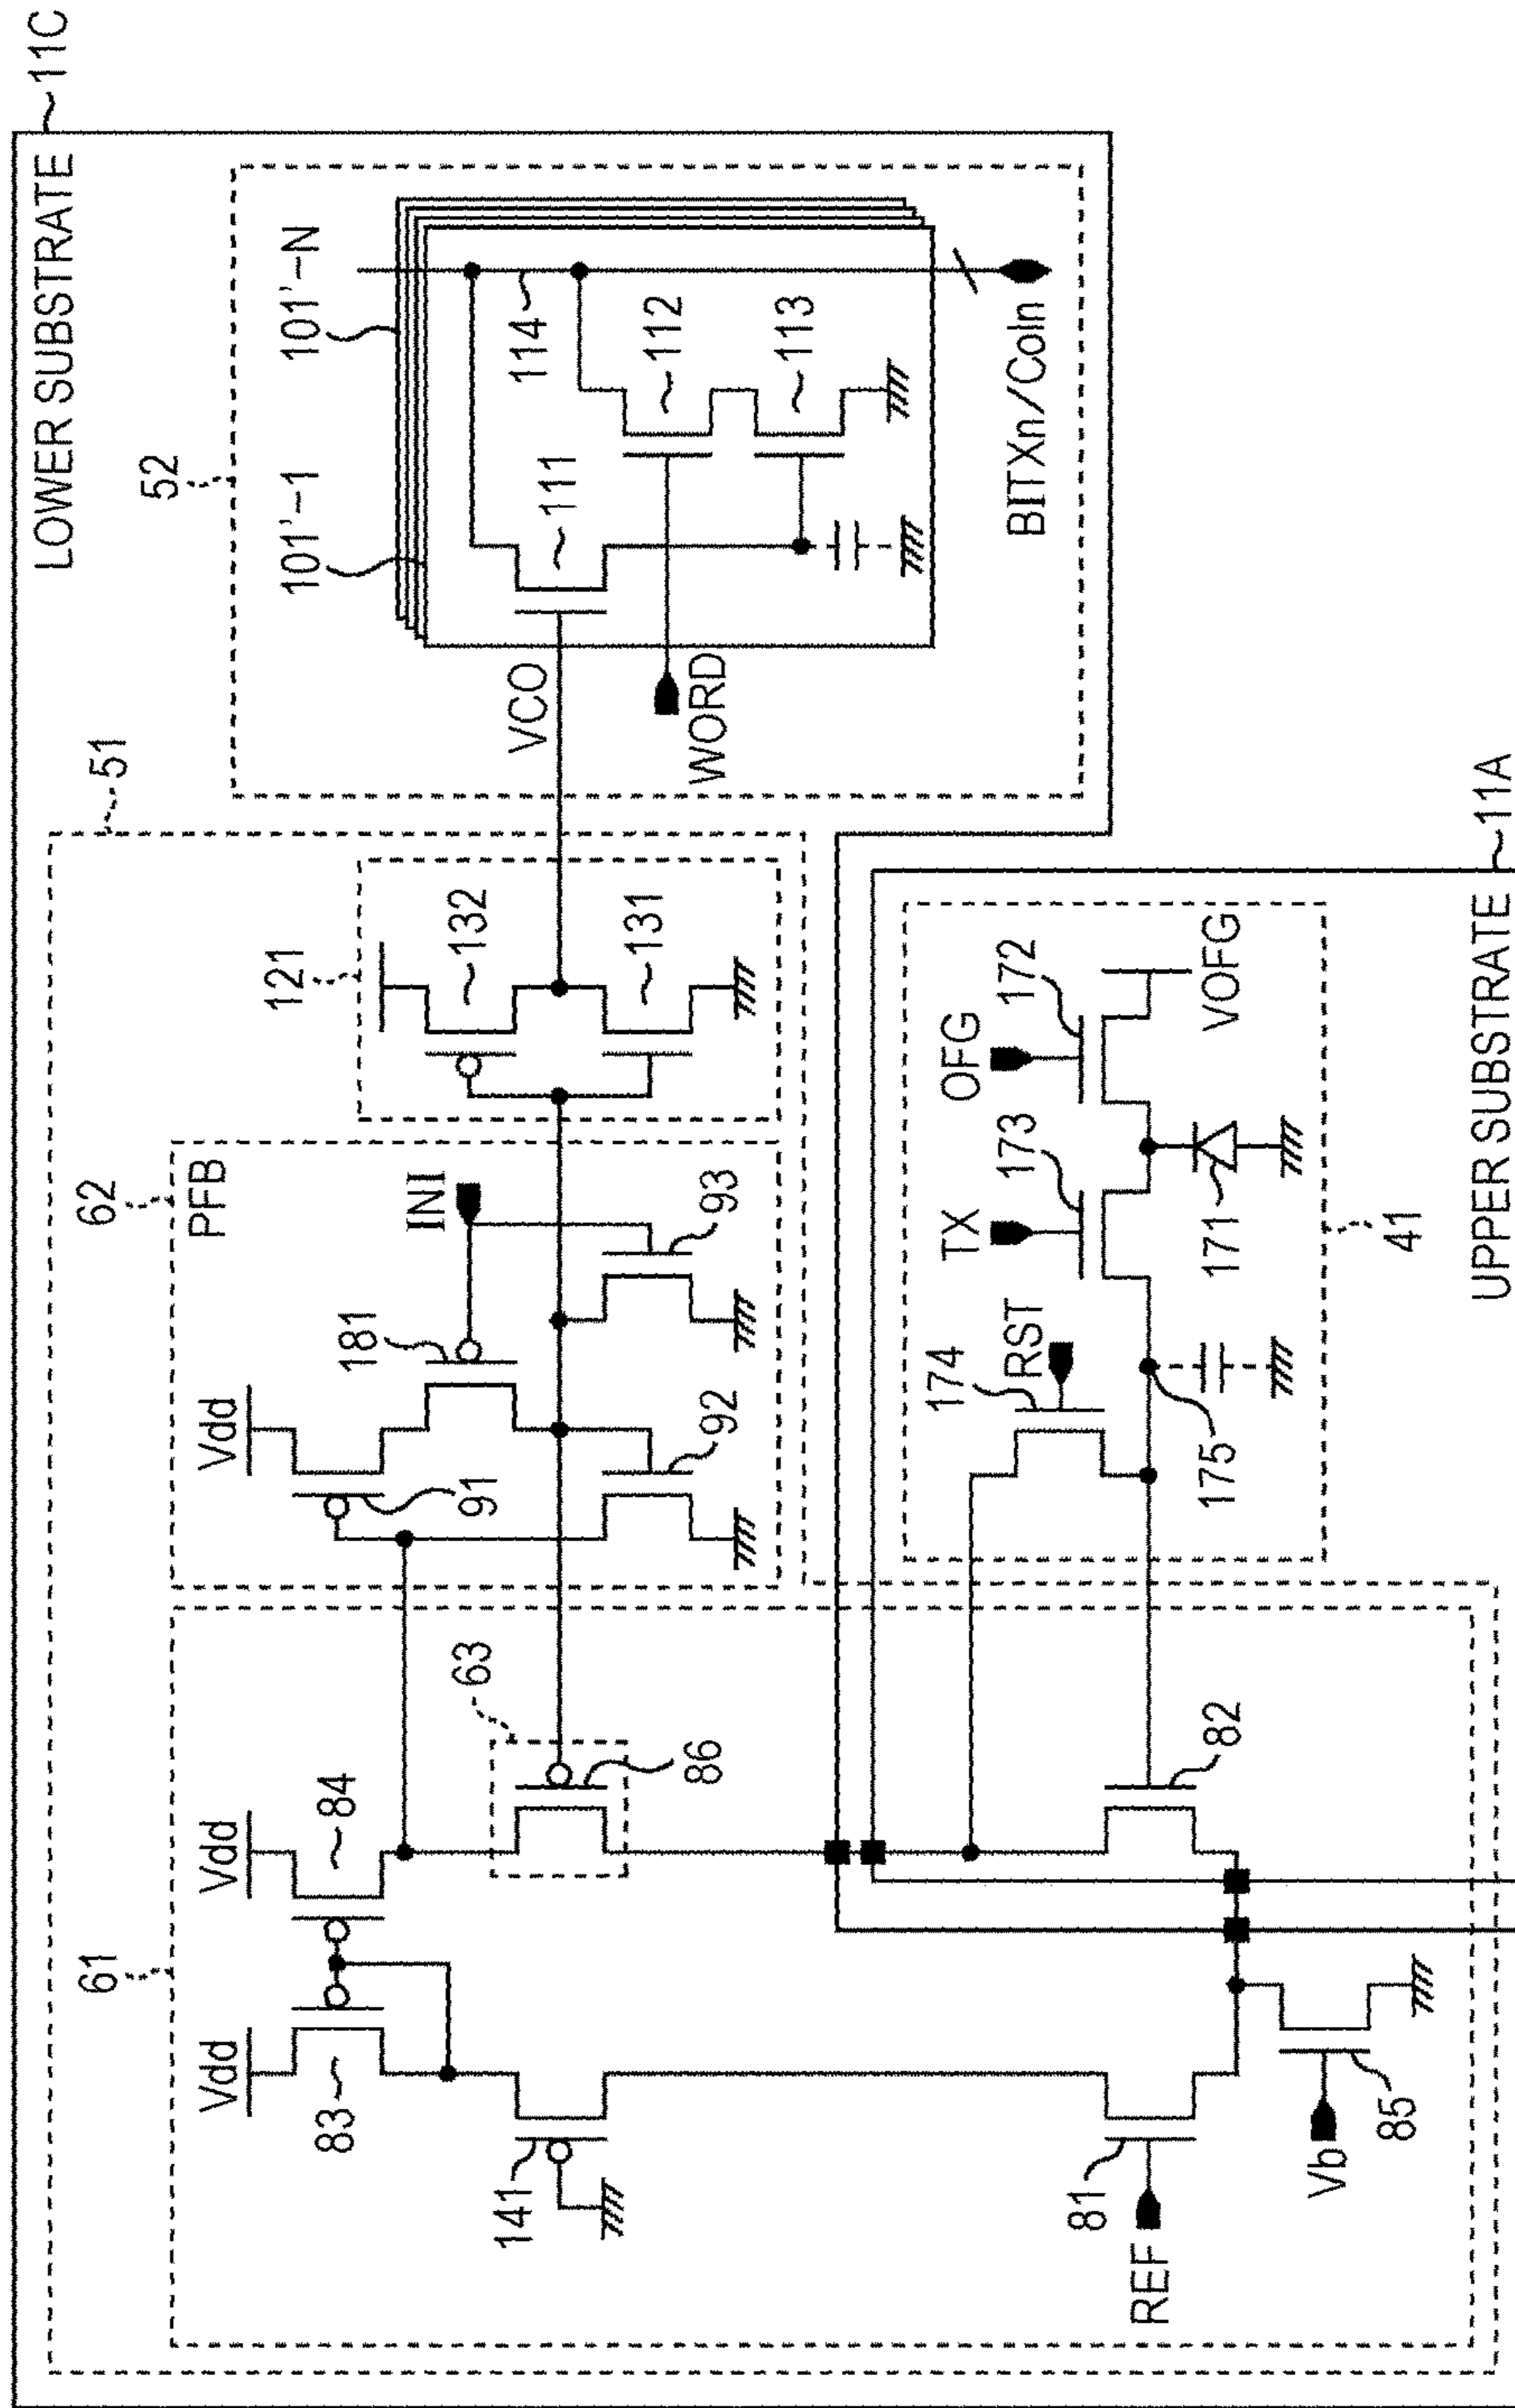 11C
LOWER SUBSTRATE
52
101'-1
101'-N
111
114
112
113
VCO
WORD
BITXn/Coln
51
121
132
131
62
PFB
Vdd
181
INI
91
92
93
61
Vdd
Vdd
83
84
63
86
141
81
REF
82
Vb
85
174
RST
TX
173
OFG
172
VOFG
175
171
41
UPPER SUBSTRATE
11A